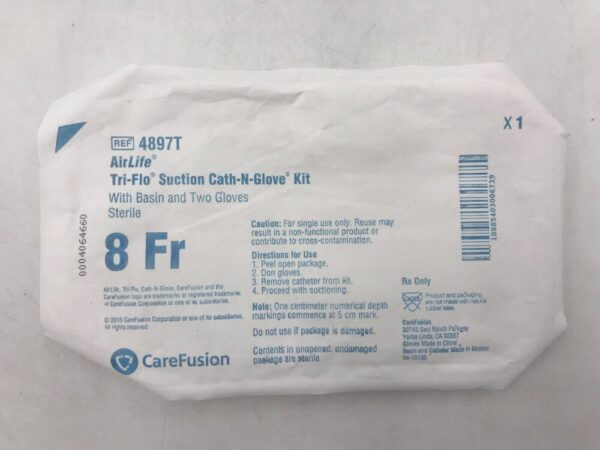 REF 4897T
X 1
AirLife®
Tri-Flo® Suction Cath-N-Glove® Kit
With Basin and Two Gloves
Sterile
8 Fr
0004064660
AirLife, Tri-Flo, Cath-N-Glove, CareFusion and the
CareFusion logo are trademarks or registered trademarks
of CareFusion Corporation or one of its subsidiaries.
© 2015 CareFusion Corporation or one of its subsidiaries.
All rights reserved.
CareFusion
Caution: For single use only. Reuse may
result in a non-functional product or
contribute to cross-contamination.
Directions for Use
1. Peel open package.
2. Don gloves.
3. Remove catheter from kit.
4. Proceed with suctioning.
Note: One centimeter numerical depth
markings commence at 5 cm mark.
Do not use if package is damaged.
Contents in unopened, undamaged
package are sterile
10885403006739
Rx Only
Product and packaging
are not made with natural
rubber latex.
CareFusion
22745 Savi Ranch Parkway
Yorba Linda, CA 92887
Gloves Made in China
Basin and Catheter Made in Mexico